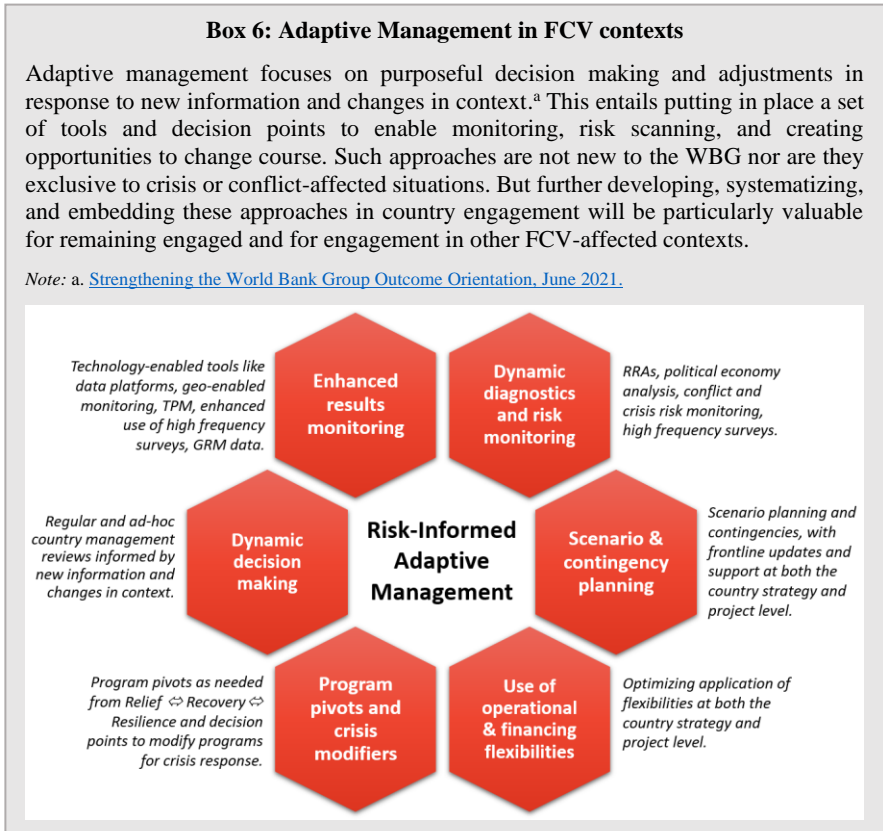 Box 6: Adaptive Management in FCV contexts
Adaptive management focuses on purposeful decision making and adjustments in
response to new information and changes in context.ᵃ This entails putting in place a set
of tools and decision points to enable monitoring, risk scanning, and creating
opportunities to change course. Such approaches are not new to the WBG nor are they
exclusive to crisis or conflict-affected situations. But further developing, systematizing,
and embedding these approaches in country engagement will be particularly valuable
for remaining engaged and for engagement in other FCV-affected contexts.
Note: a. Strengthening the World Bank Group Outcome Orientation, June 2021.
Technology-enabled tools like
data platforms, geo-enabled
monitoring, TPM, enhanced
use of high frequency
surveys, GRM data.
Enhanced
results
monitoring
Dynamic
diagnostics
and risk
monitoring
RRAs, political economy
analysis, conflict and
crisis risk monitoring,
high frequency surveys.
Regular and ad-hoc
country management
reviews informed by
new information and
changes in context.
Dynamic
decision
making
Risk-Informed
Adaptive
Management
Scenario &
contingency
planning
Scenario planning and
contingencies, with
frontline updates and
support at both the
country strategy and
project level.
Program pivots as needed
from Relief ⇔ Recovery ⇔
Resilience and decision
points to modify programs
for crisis response.
Program
pivots and
crisis
modifiers
Use of
operational
& financing
flexibilities
Optimizing application of
flexibilities at both the
country strategy and
project level.